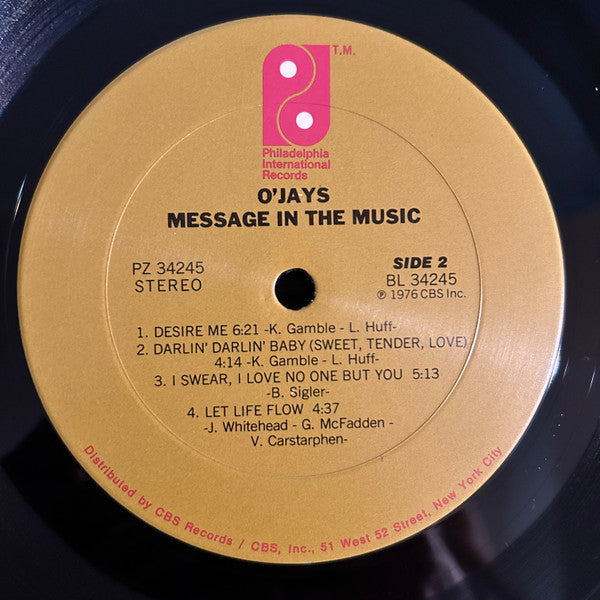 T.M.
Philadelphia
International
Records
O'JAYS
MESSAGE IN THE MUSIC
PZ 34245
STEREO
SIDE 2
BL 34245
℗ 1976 CBS Inc.
1. DESIRE ME 6:21 -K. Gamble - L. Huff-
2. DARLIN' DARLIN' BABY (SWEET, TENDER, LOVE)
4:14 -K. Gamble - L. Huff-
3. I SWEAR, I LOVE NO ONE BUT YOU 5:13
-B. Sigler-
4. LET LIFE FLOW 4:37
-J. Whitehead - G. McFadden -
V. Carstarphen-
Distributed by CBS Records / CBS, Inc., 51 West 52 Street, New York City